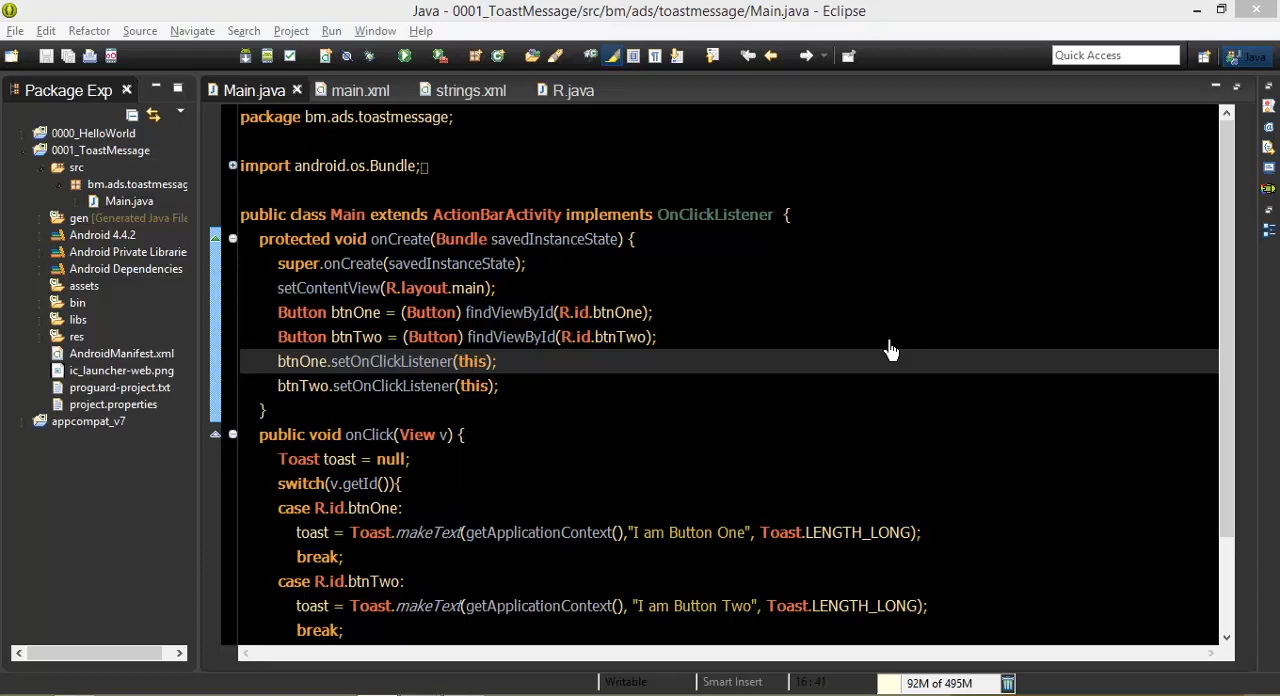 Java - 0001_ToastMessage/src/bm/ads/toastmessage/Main.java - Eclipse
File Edit Refactor Source Navigate Search Project Run Window Help
Quick Access
Java
Package Exp
Main.java
main.xml
strings.xml
R.java
0000_HelloWorld
0001_ToastMessage
src
bm.ads.toastmessag
Main.java
gen [Generated Java File
Android 4.4.2
Android Private Librarie
Android Dependencies
assets
bin
libs
res
AndroidManifest.xml
ic_launcher-web.png
proguard-project.txt
project.properties
appcompat_v7
package bm.ads.toastmessage;
import android.os.Bundle;
public class Main extends ActionBarActivity implements OnClickListener {
protected void onCreate(Bundle savedInstanceState) {
super.onCreate(savedInstanceState);
setContentView(R.layout.main);
Button btnOne = (Button) findViewById(R.id.btnOne);
Button btnTwo = (Button) findViewById(R.id.btnTwo);
btnOne.setOnClickListener(this);
btnTwo.setOnClickListener(this);
}
public void onClick(View v) {
Toast toast = null;
switch(v.getId()){
case R.id.btnOne:
toast = Toast.makeText(getApplicationContext(),"I am Button One", Toast.LENGTH_LONG);
break;
case R.id.btnTwo:
toast = Toast.makeText(getApplicationContext(), "I am Button Two", Toast.LENGTH_LONG);
break;
Writable
Smart Insert
16 : 41
92M of 495M